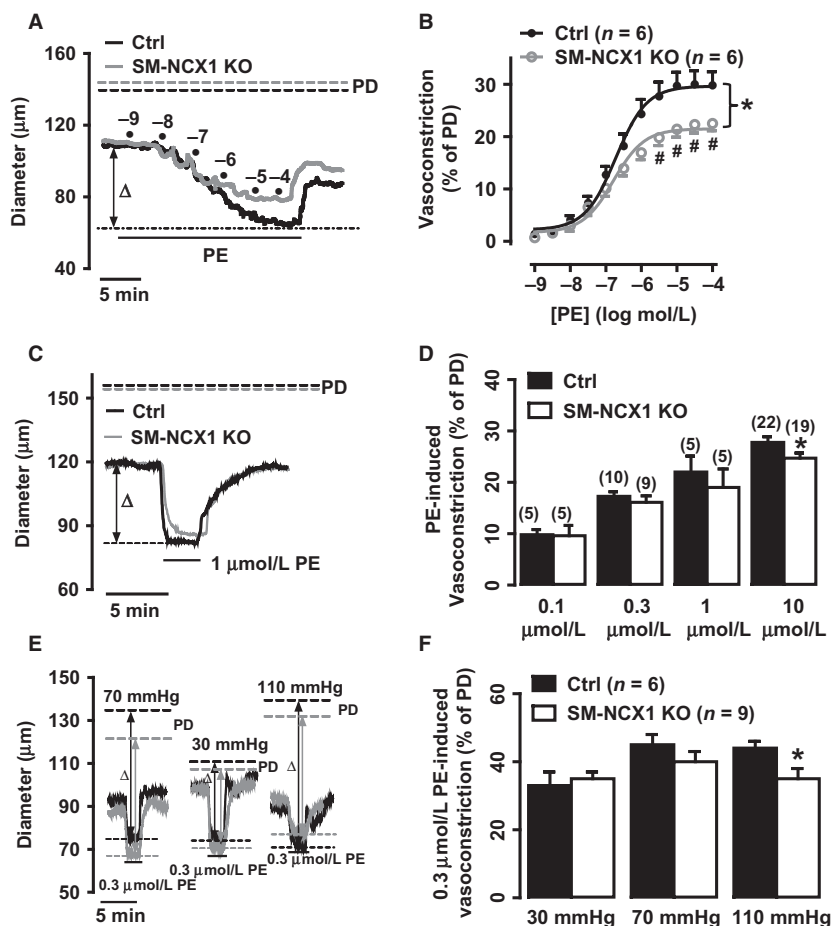 A
Ctrl
SM-NCX1 KO
160
PD
120
80
40
Diameter (μm)
–9
–8
–7
–6
–5
–4
Δ
PE
5 min
B
Ctrl (n = 6)
SM-NCX1 KO (n = 6)
30
20
10
0
Vasoconstriction
(% of PD)
*
# # # #
–9 –8 –7 –6 –5 –4
[PE] (log mol/L)
C
150
120
90
60
Diameter (μm)
PD
Ctrl
SM-NCX1 KO
Δ
1 μmol/L PE
5 min
D
Ctrl
SM-NCX1 KO
40
30
20
10
0
PE-induced
Vasoconstriction (% of PD)
(5) (5)
(10) (9)
(5) (5)
(22) (19)
*
0.1 0.3 1 10
μmol/L μmol/L μmol/L μmol/L
E
150
130
110
90
70
50
Diameter (μm)
70 mmHg
PD
Δ
0.3 μmol/L PE
30 mmHg
PD
Δ
0.3 μmol/L PE
110 mmHg
PD
Δ
0.3 μmol/L PE
5 min
F
Ctrl (n = 6)
SM-NCX1 KO (n = 9)
60
40
20
0
0.3 μmol/L PE-induced
vasoconstriction (% of PD)
*
30 mmHg 70 mmHg 110 mmHg